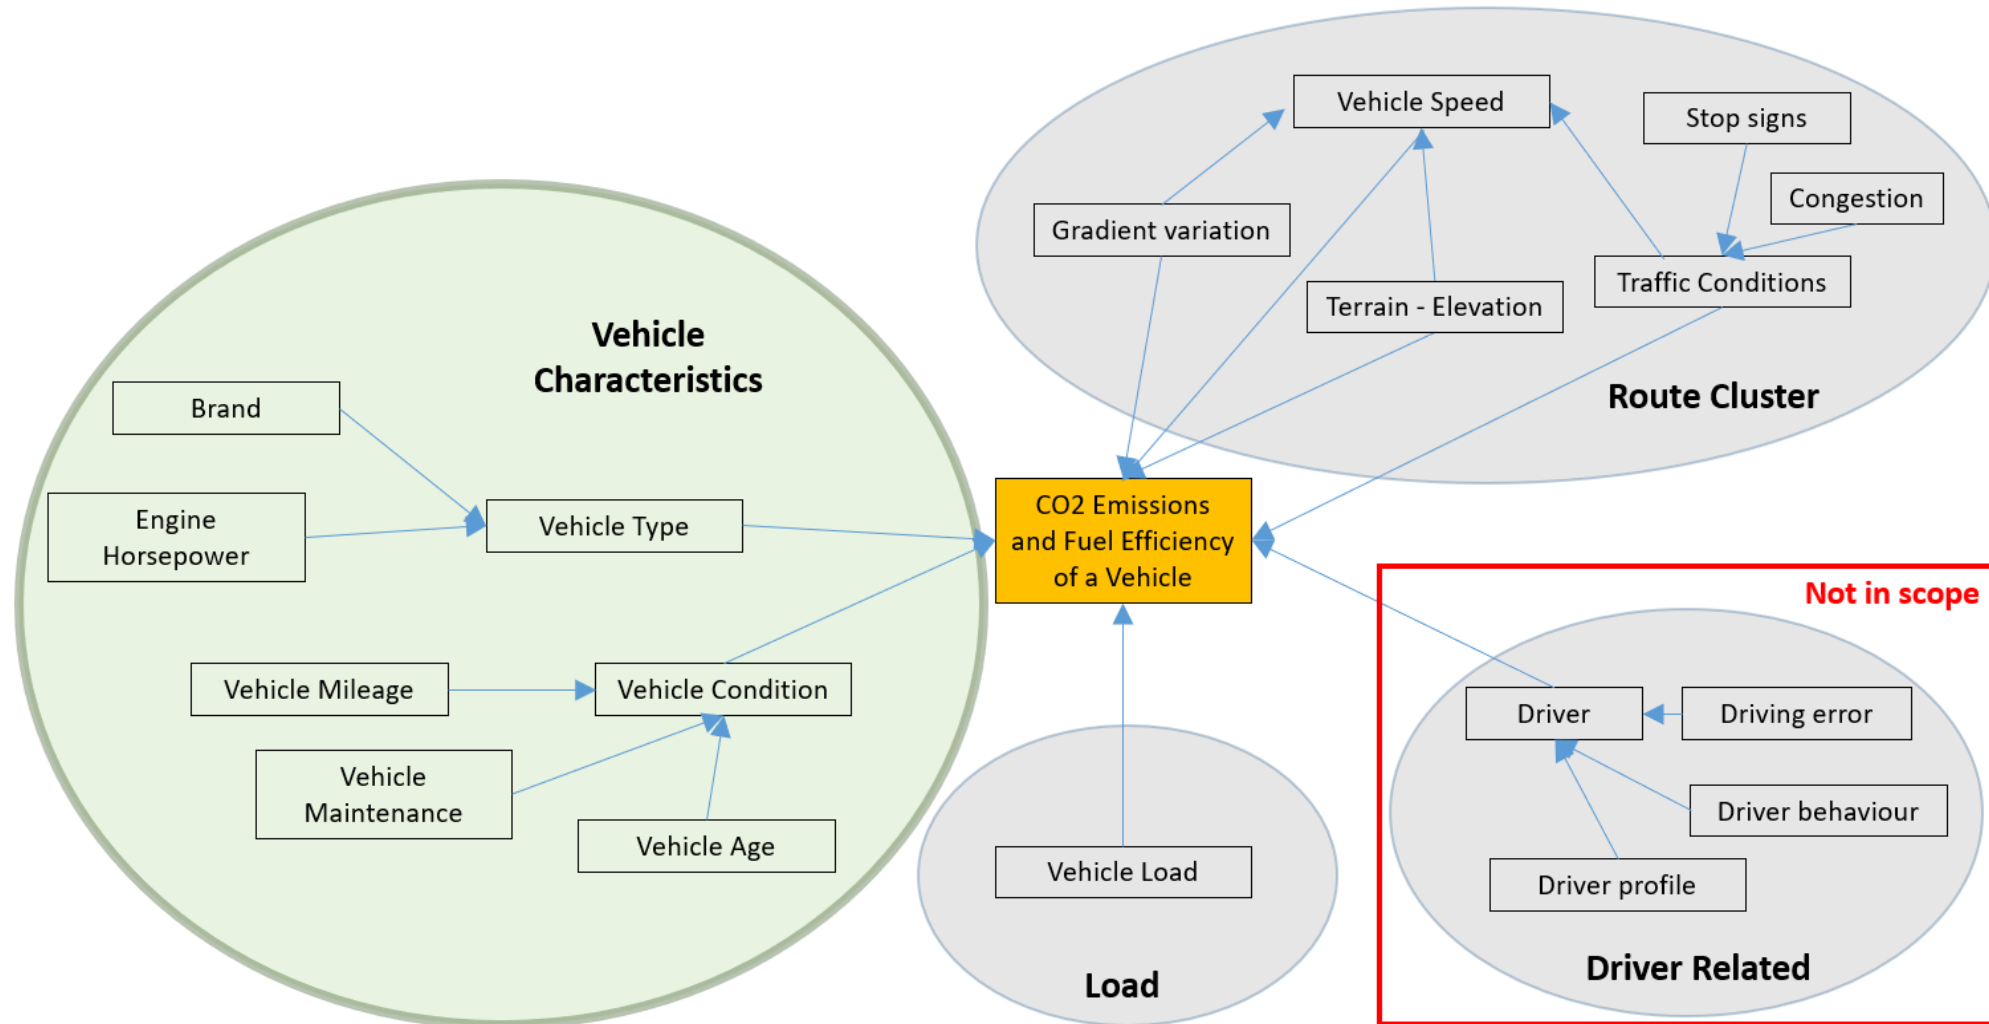 Vehicle Speed
Stop signs
Congestion
Gradient variation
Traffic Conditions
Terrain - Elevation
Route Cluster
Vehicle
Characteristics
Brand
Engine
Horsepower
Vehicle Type
Vehicle Mileage
Vehicle Condition
Vehicle
Maintenance
Vehicle Age
CO2 Emissions
and Fuel Efficiency
of a Vehicle
Vehicle Load
Load
Not in scope
Driver
Driving error
Driver behaviour
Driver profile
Driver Related